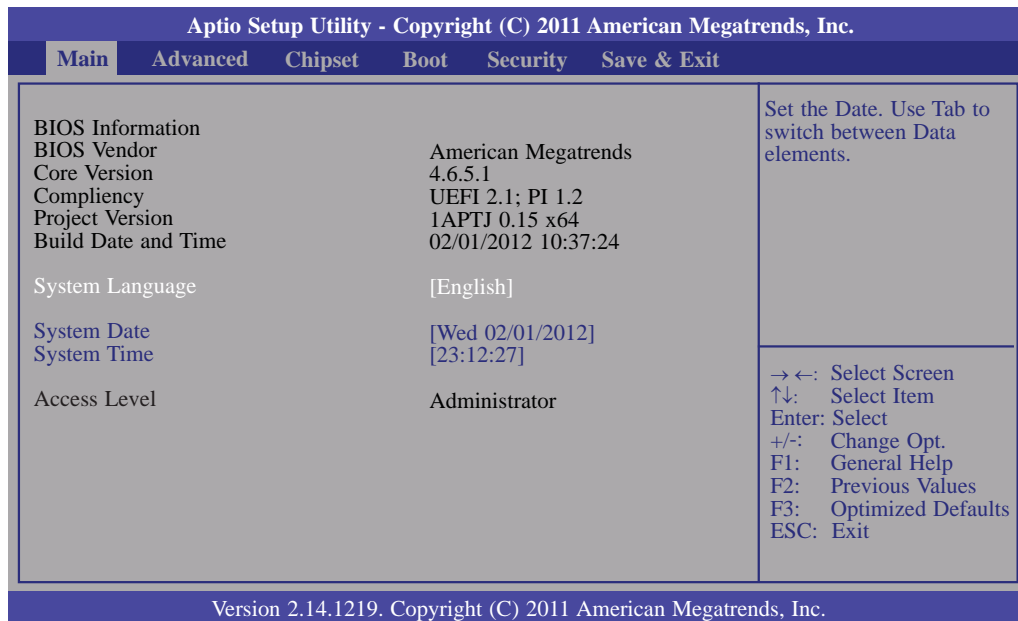 Aptio Setup Utility - Copyright (C) 2011 American Megatrends, Inc.
Main Advanced Chipset Boot Security Save & Exit
BIOS Information
BIOS Vendor American Megatrends
Core Version 4.6.5.1
Compliency UEFI 2.1; PI 1.2
Project Version 1APTJ 0.15 x64
Build Date and Time 02/01/2012 10:37:24
System Language [English]
System Date [Wed 02/01/2012]
System Time [23:12:27]
Access Level Administrator
Set the Date. Use Tab to
switch between Data
elements.
→ ←: Select Screen
↑↓: Select Item
Enter: Select
+/-: Change Opt.
F1: General Help
F2: Previous Values
F3: Optimized Defaults
ESC: Exit
Version 2.14.1219. Copyright (C) 2011 American Megatrends, Inc.